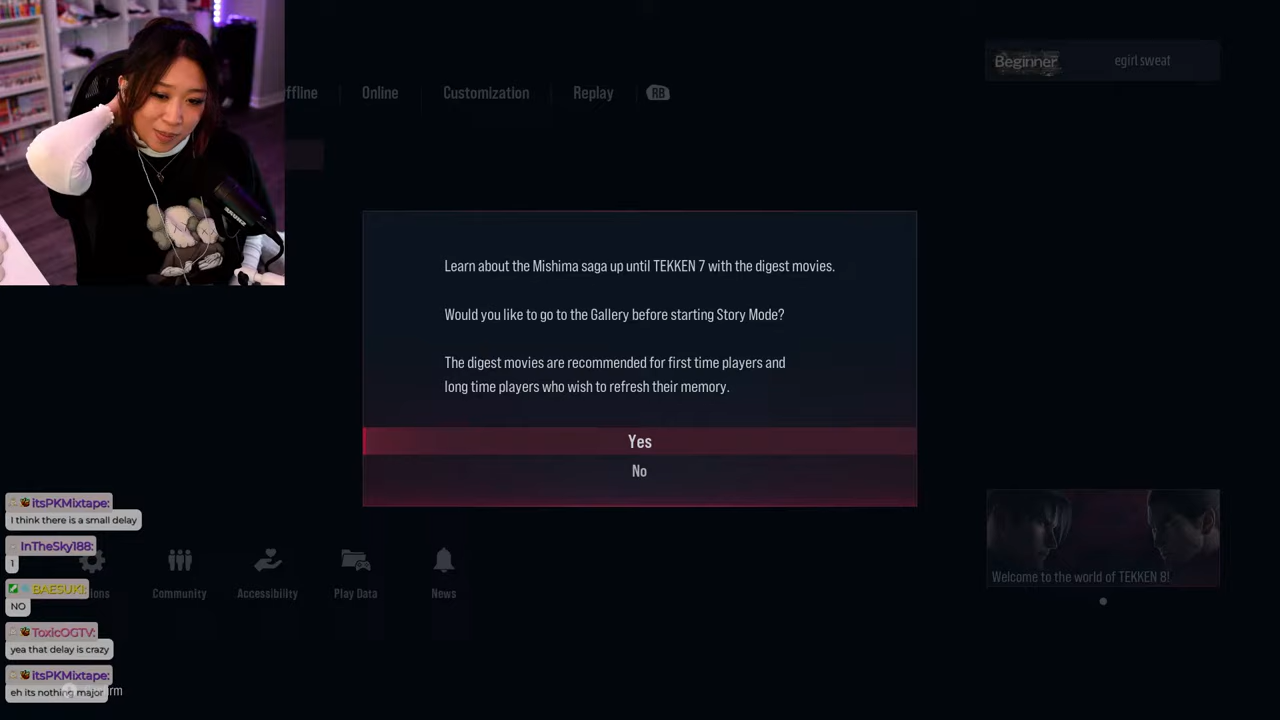 Beginner
egirl sweat
ffline
Online
Customization
Replay
RB
Learn about the Mishima saga up until TEKKEN 7 with the digest movies.
Would you like to go to the Gallery before starting Story Mode?
The digest movies are recommended for first time players and
long time players who wish to refresh their memory.
Yes
No
itsPKMixtape:
I think there is a small delay
InTheSky188:
1
BAESUKI:
NO
ToxicOGTV:
yea that delay is crazy
itsPKMixtape:
eh its nothing major
ions
Community
Accessibility
Play Data
News
Welcome to the world of TEKKEN 8!
rm